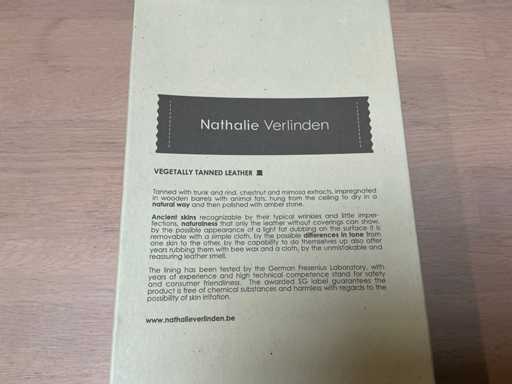 Nathalie Verlinden
VEGETALLY TANNED LEATHER
Tanned with trunk and rind, chestnut and mimosa extracts, impregnated
in wooden barrels with animal fats, hung from the ceiling to dry in a
natural way and then polished with amber stone.
Ancient skins recognizable by their typical wrinkles and little imper-
fections, naturalness that only the leather without coverings can show,
by the possible appearance of a light fat dubbing on the surface it is
removable with a simple cloth, by the possible differences in tone from
one skin to the other, by the capability to do themselves up also after
years rubbing them with bee wax and a cloth, by the unmistakable and
reassuring leather smell.
The lining has been tested by the German Fresenius Laboratory, with
years of experience and high technical competence stand for safety
and consumer friendliness. The awarded SG label guarantees the
product is free of chemical substances and harmless with regards to the
possibility of skin irritation.
www.nathalieverlinden.be